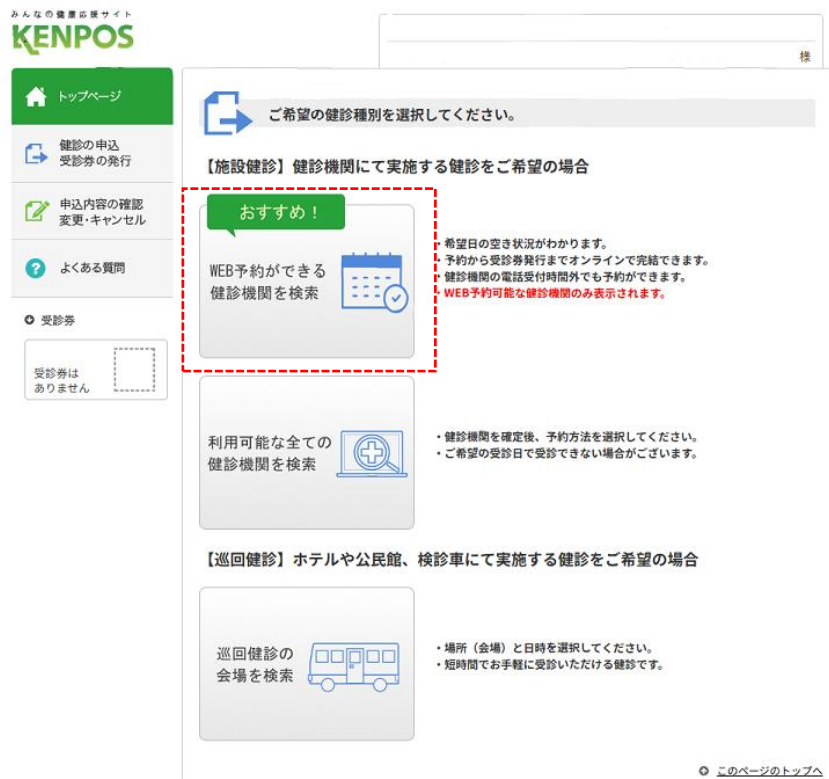 みんなの健康応援サイト
KENPOS
様
トップページ
健診の申込
受診券の発行
申込内容の確認
変更・キャンセル
よくある質問
受診券
受診券は
ありません
ご希望の健診種別を選択してください。
【施設健診】健診機関にて実施する健診をご希望の場合
おすすめ！
WEB予約ができる
健診機関を検索
・希望日の空き状況がわかります。
・予約から受診券発行までオンラインで完結できます。
・健診機関の電話受付時間外でも予約ができます。
・WEB予約可能な健診機関のみ表示されます。
利用可能な全ての
健診機関を検索
・健診機関を確定後、予約方法を選択してください。
・ご希望の受診日で受診できない場合がございます。
【巡回健診】ホテルや公民館、検診車にて実施する健診をご希望の場合
巡回健診の
会場を検索
・場所（会場）と日時を選択してください。
・短時間でお手軽に受診いただける健診です。
このページのトップへ